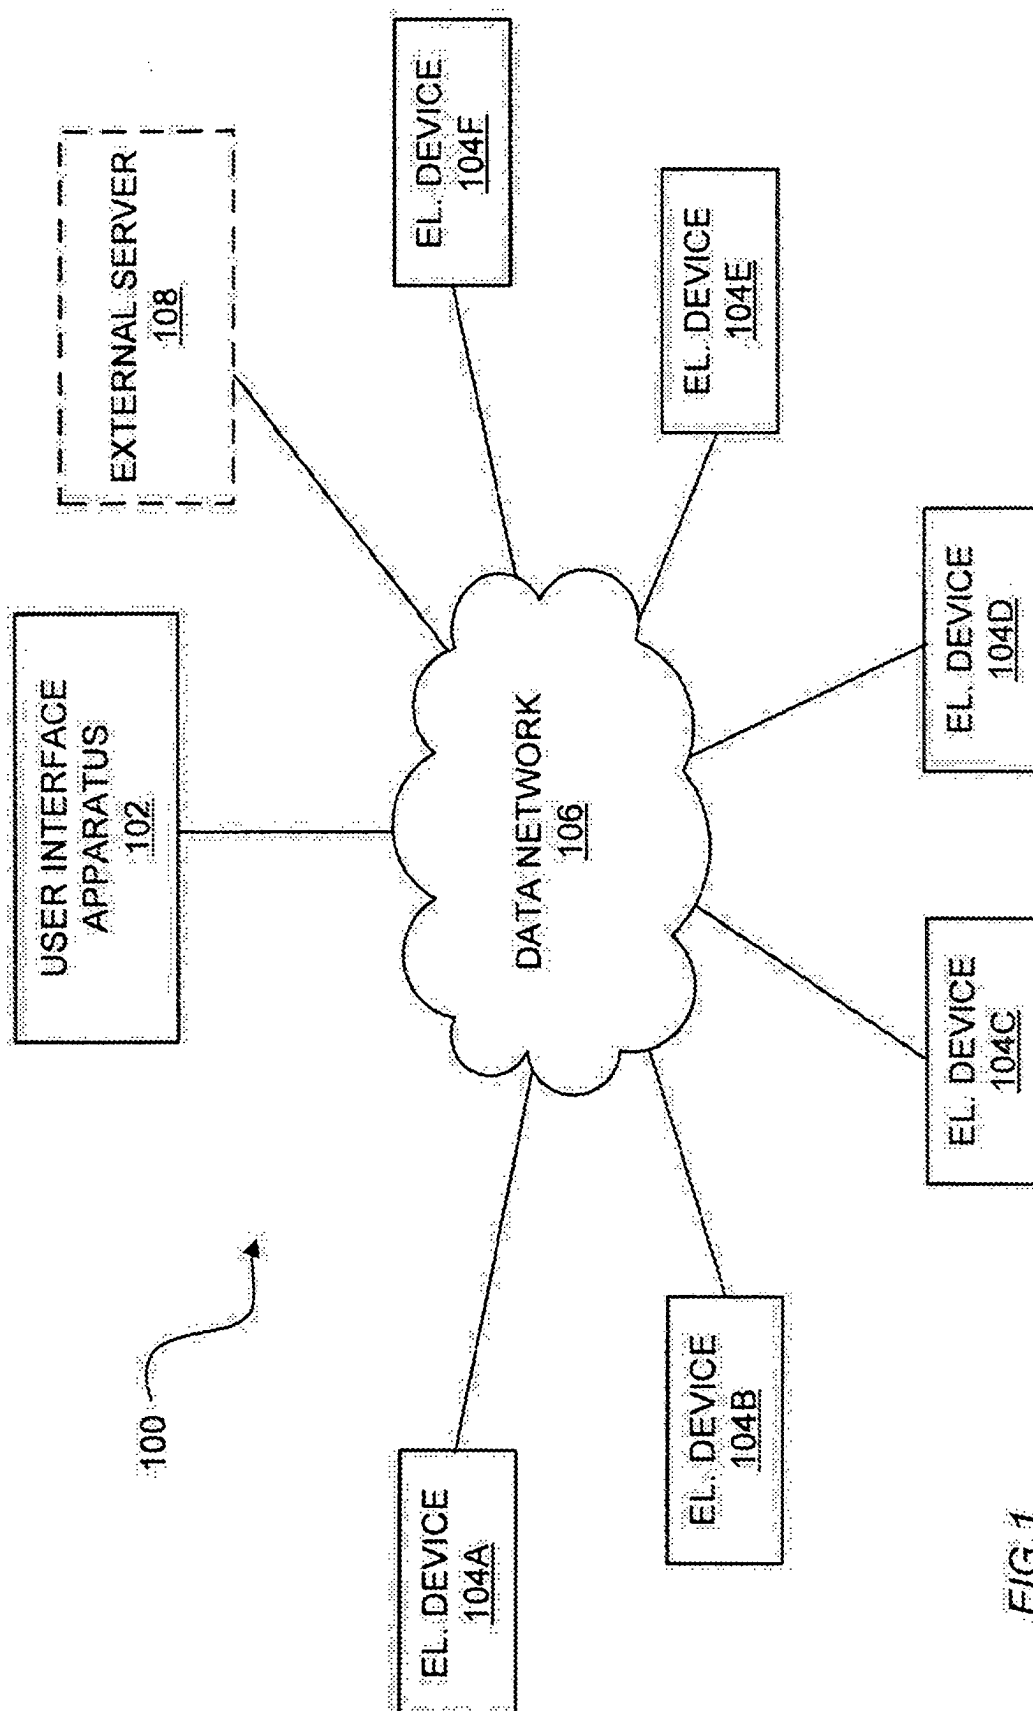 USER INTERFACE
APPARATUS
102
EXTERNAL SERVER
108
100
EL. DEVICE
104A
DATA NETWORK
106
EL. DEVICE
104F
EL. DEVICE
104B
EL. DEVICE
104E
EL. DEVICE
104C
EL. DEVICE
104D
FIG. 1